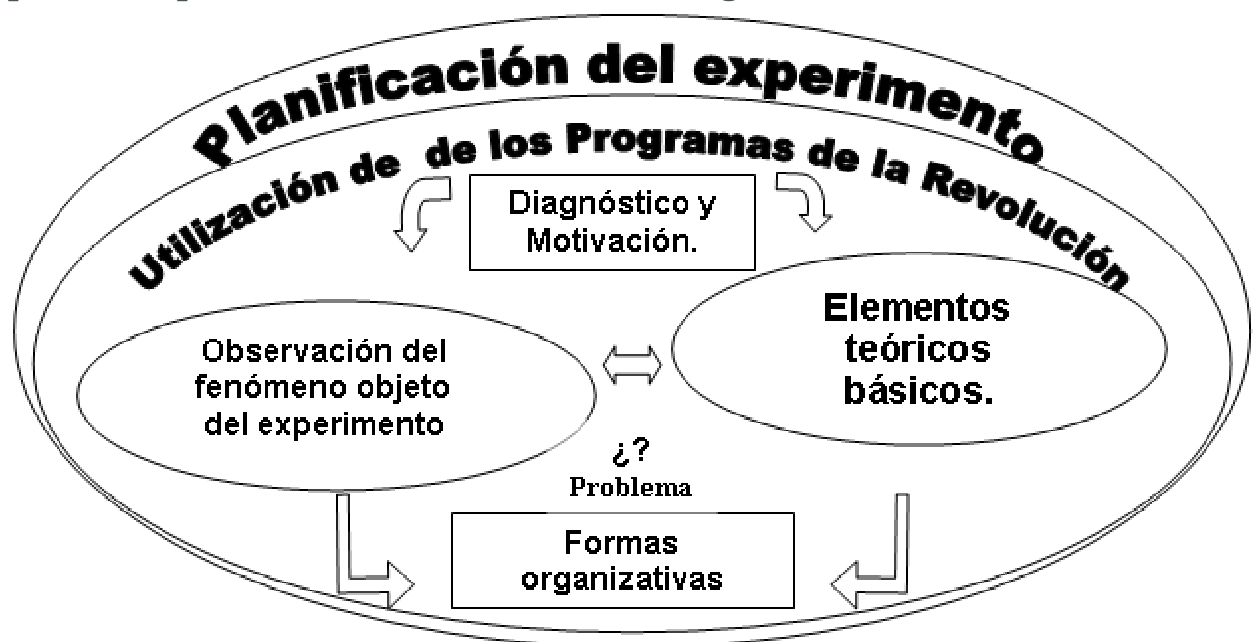 Planificación del experimento
Utilización de de los Programas de la Revolución
Diagnóstico y
Motivación.
Observación del
fenómeno objeto
del experimento
Elementos
teóricos
básicos.
¿?
Problema
Formas
organizativas